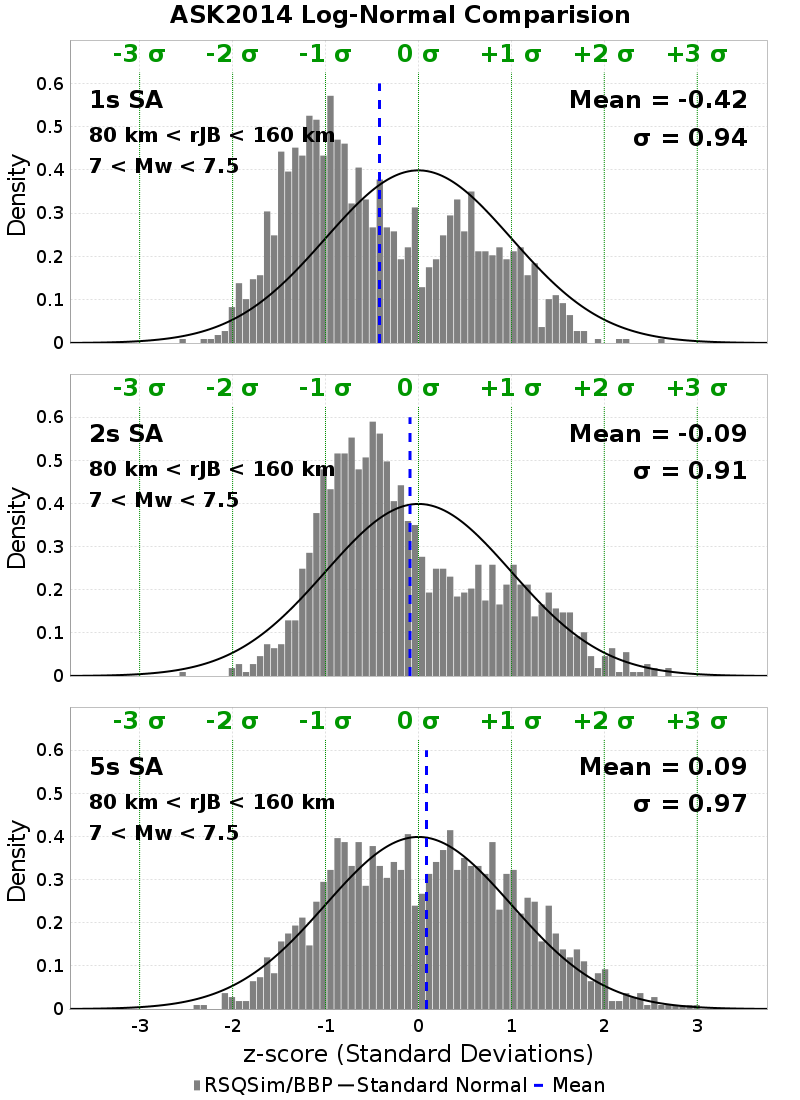 ASK2014 Log-Normal Comparision
-3 σ -2 σ -1 σ 0 σ +1 σ +2 σ +3 σ
1s SA
80 km < rJB < 160 km
7 < Mw < 7.5
Mean = -0.42
σ = 0.94
Density
0.6
0.5
0.4
0.3
0.2
0.1
0
-3 σ -2 σ -1 σ 0 σ +1 σ +2 σ +3 σ
2s SA
80 km < rJB < 160 km
7 < Mw < 7.5
Mean = -0.09
σ = 0.91
Density
0.6
0.5
0.4
0.3
0.2
0.1
0
-3 σ -2 σ -1 σ 0 σ +1 σ +2 σ +3 σ
5s SA
80 km < rJB < 160 km
7 < Mw < 7.5
Mean = 0.09
σ = 0.97
Density
0.6
0.5
0.4
0.3
0.2
0.1
0
-3 -2 -1 0 1 2 3
z-score (Standard Deviations)
RSQSim/BBP Standard Normal Mean